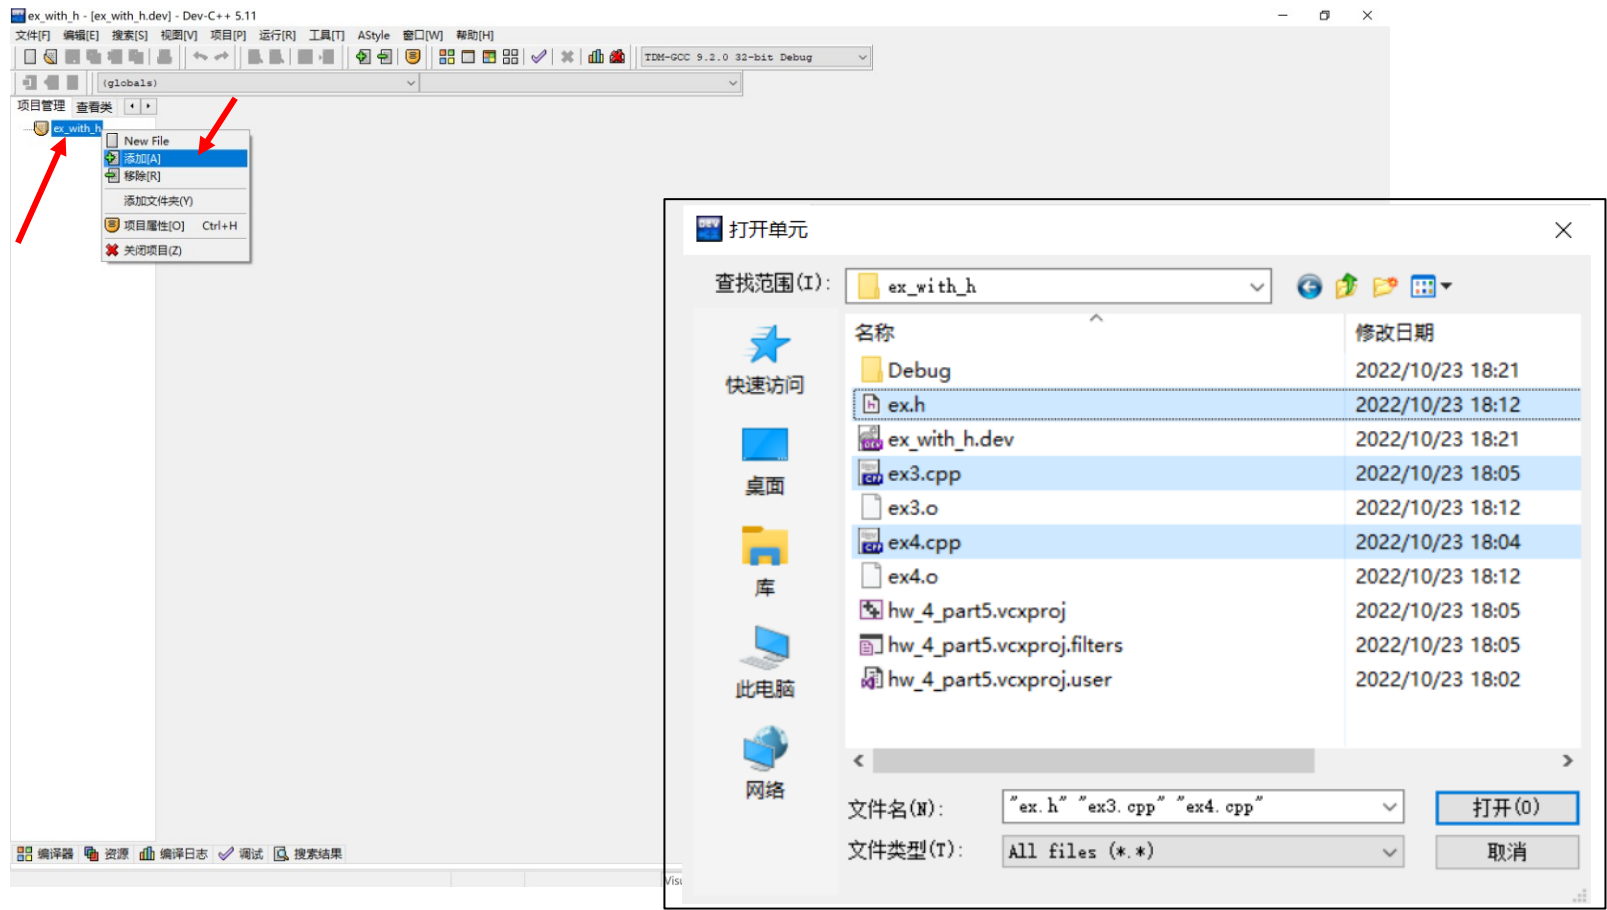 ex_with_h - [ex_with_h.dev] - Dev-C++ 5.11
文件[F] 编辑[E] 搜索[S] 视图[V] 项目[P] 运行[R] 工具[T] AStyle 窗口[W] 帮助[H]
TDM-GCC 9.2.0 32-bit Debug
(globals)
项目管理 查看类
ex_with_h
New File
添加[A]
移除[R]
添加文件夹(Y)
项目属性[O] Ctrl+H
关闭项目(Z)
编译器 资源 编译日志 调试 搜索结果
打开单元
查找范围(I): ex_with_h
名称 修改日期
Debug 2022/10/23 18:21
ex.h 2022/10/23 18:12
ex_with_h.dev 2022/10/23 18:21
ex3.cpp 2022/10/23 18:05
ex3.o 2022/10/23 18:12
ex4.cpp 2022/10/23 18:04
ex4.o 2022/10/23 18:12
hw_4_part5.vcxproj 2022/10/23 18:05
hw_4_part5.vcxproj.filters 2022/10/23 18:05
hw_4_part5.vcxproj.user 2022/10/23 18:02
快速访问
桌面
库
此电脑
网络
文件名(N): "ex.h" "ex3.cpp" "ex4.cpp" 打开(O)
文件类型(T): All files (*.*) 取消